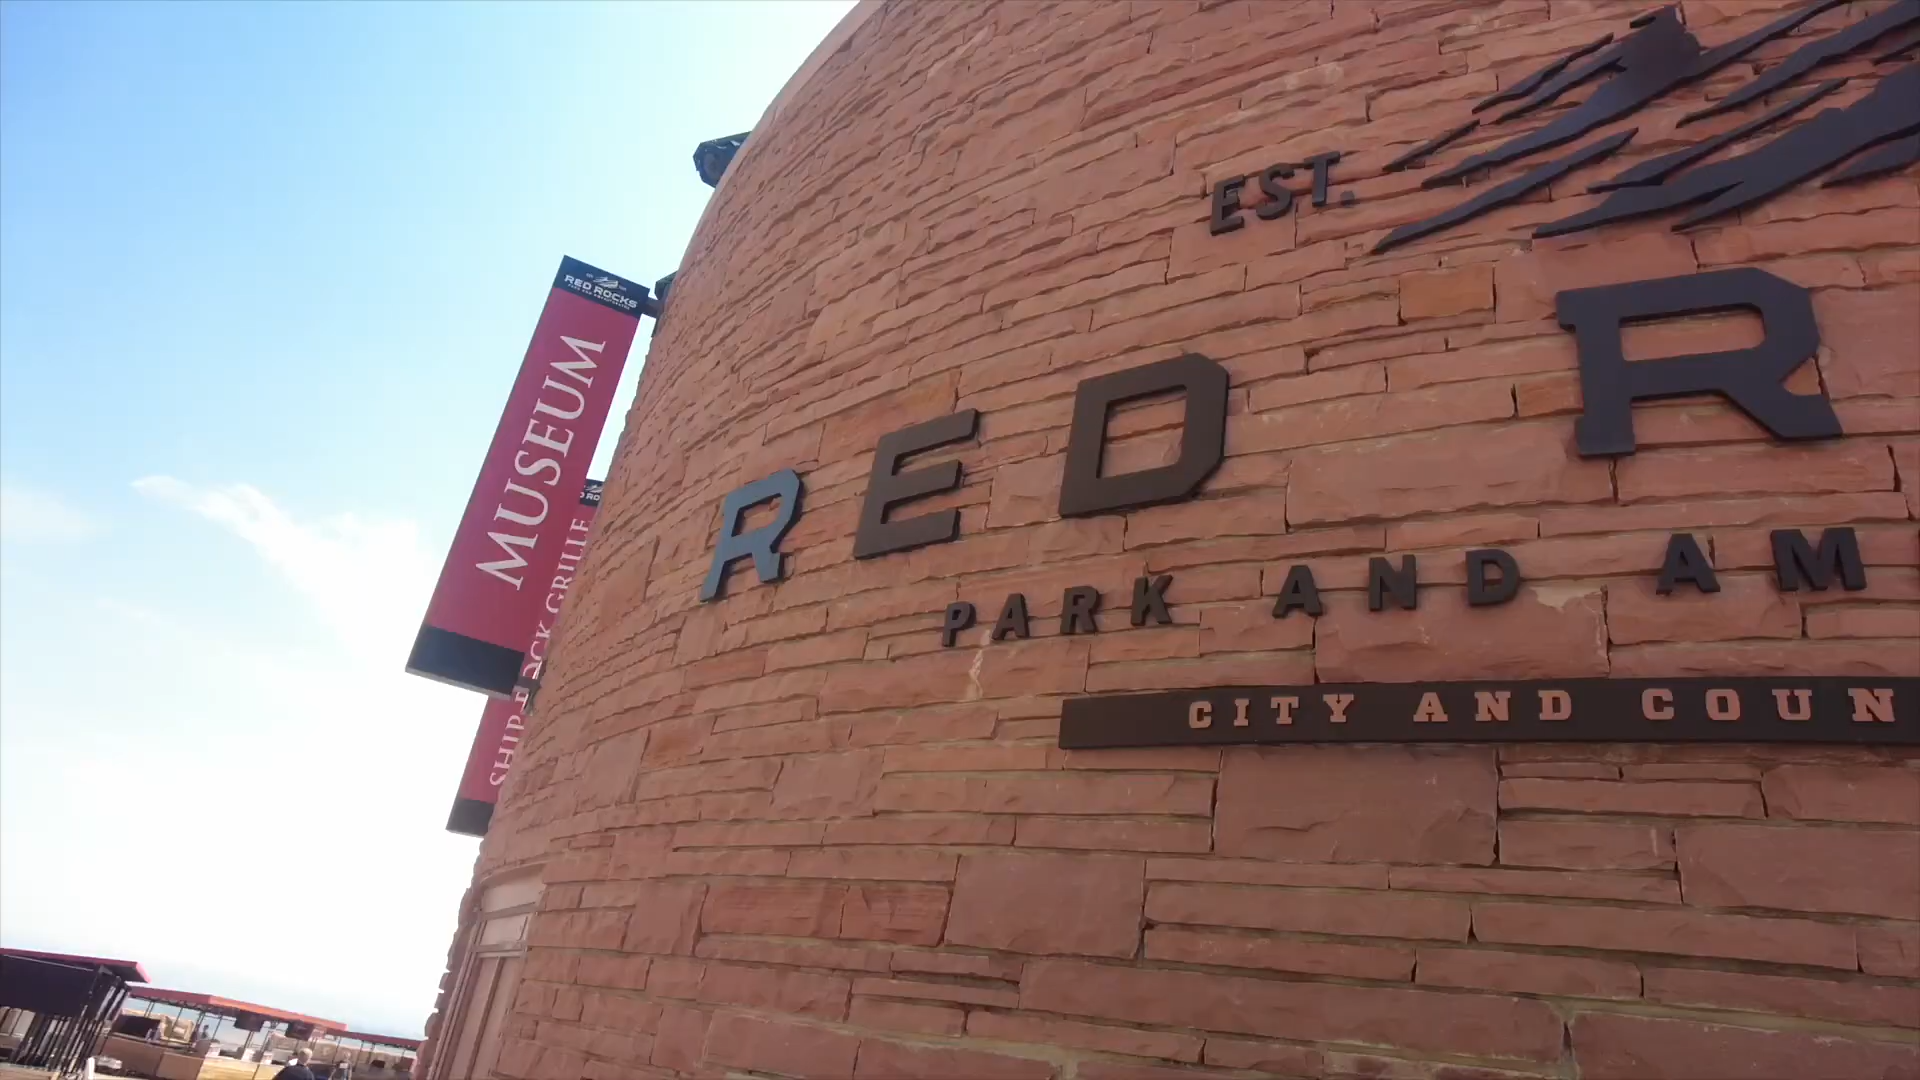 RED ROCKS
MUSEUM
SHIP ROCK GRILLE
EST.
RED R
PARK AND AM
CITY AND COUN